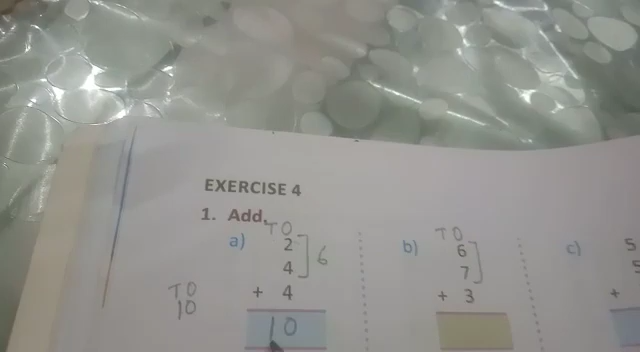 EXERCISE 4
1. Add.
a)
T O
2
4 ] 6
+ 4
10
T O
10
b)
T O
6
7 ]
+ 3
c)
5
5
+